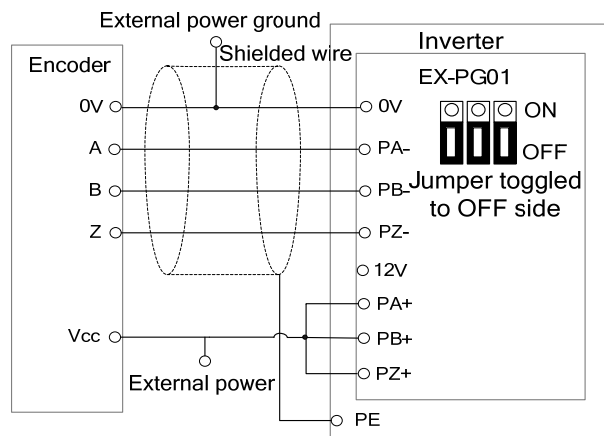 External power ground
Shielded wire
Inverter
Encoder
EX-PG01
0V
0V
ON
A
PA-
OFF
B
PB-
Jumper toggled
to OFF side
Z
PZ-
12V
PA+
Vcc
PB+
External power
PZ+
PE